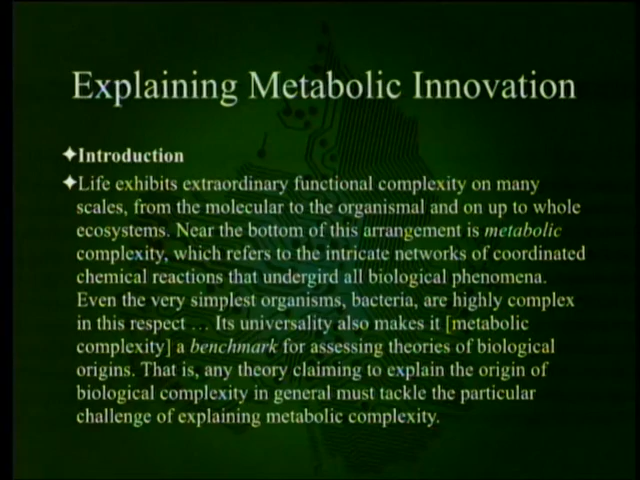 Explaining Metabolic Innovation
✦Introduction
✦Life exhibits extraordinary functional complexity on many
scales, from the molecular to the organismal and on up to whole
ecosystems. Near the bottom of this arrangement is metabolic
complexity, which refers to the intricate networks of coordinated
chemical reactions that undergird all biological phenomena.
Even the very simplest organisms, bacteria, are highly complex
in this respect … Its universality also makes it [metabolic
complexity] a benchmark for assessing theories of biological
origins. That is, any theory claiming to explain the origin of
biological complexity in general must tackle the particular
challenge of explaining metabolic complexity.